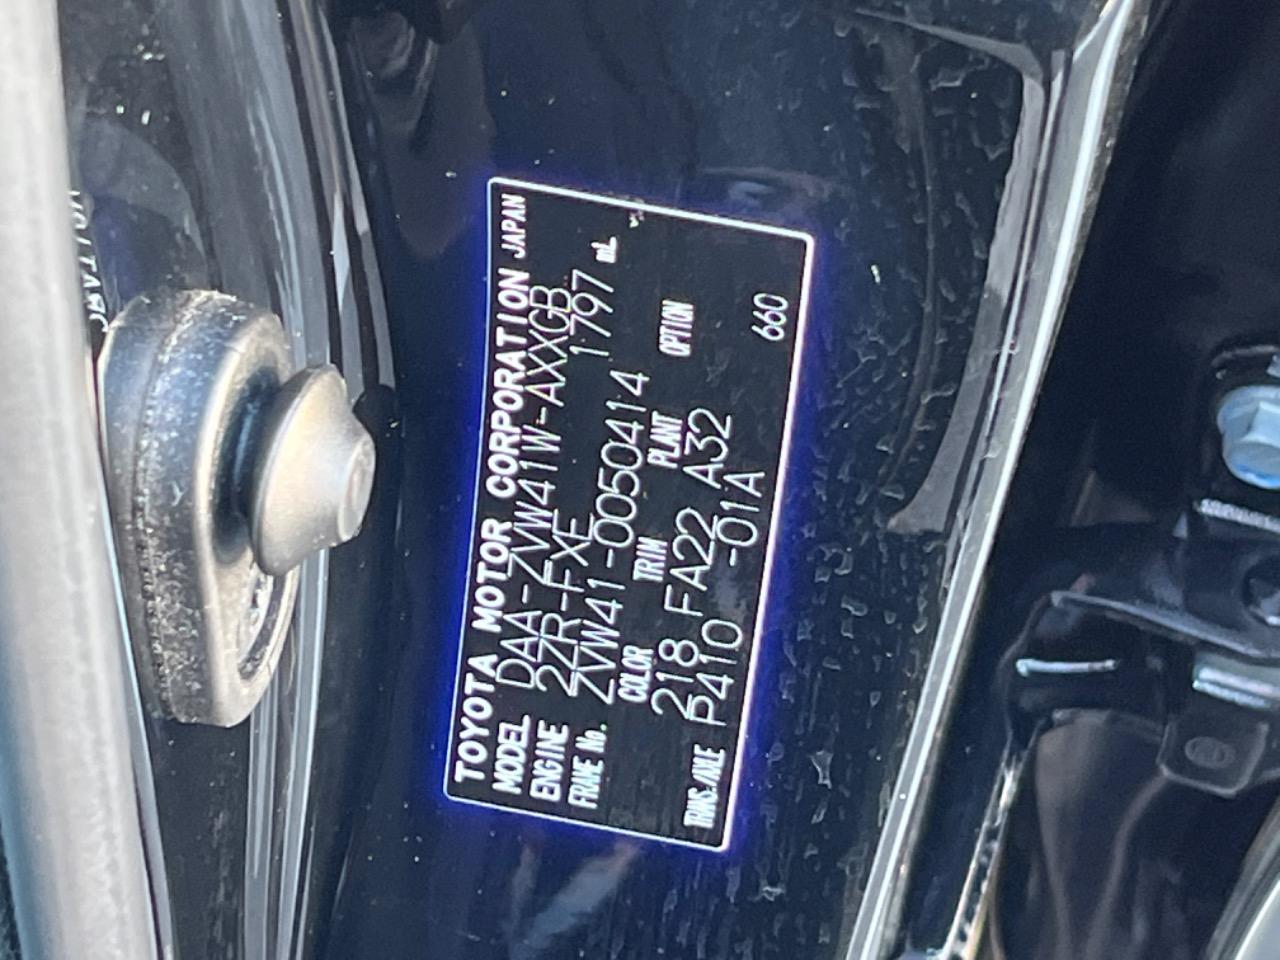 TOYOTA MOTOR CORPORATION JAPAN
MODEL DAA-ZVW41W-AXXGB
ENGINE 2ZR-FXE 1797 mL
FRAME No. ZVW41-0050414
COLOR TRIM PLANT OPTION
218 FA22 A32
TRANS./AXLE P410 -01A 660